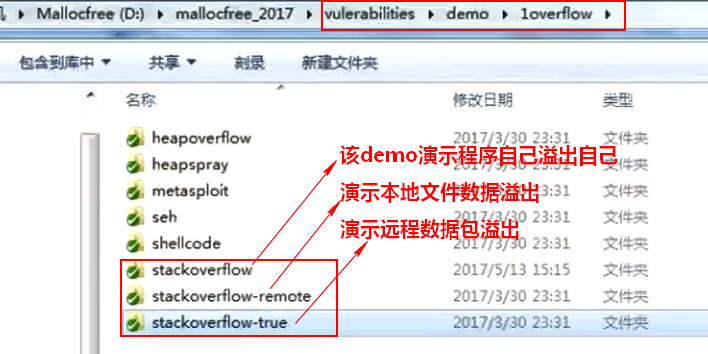 Mallocfree (D:) ▸ mallocfree_2017 ▸ vulerabilities ▸ demo ▸ 1overflow ▸
包含到库中 共享 刻录 新建文件夹
名称 修改日期 类型
heapoverflow 2017/3/30 23:31 文件夹
heapspray 2017/3/30 23:31 文件夹
该demo演示程序自己溢出自己
metasploit 2017/3/30 23:31 文件夹
演示本地文件数据溢出
seh 2017/3/30 23:31 文件夹
演示远程数据包溢出
shellcode 2017/3/30 23:31 文件夹
stackoverflow 2017/5/13 15:15 文件夹
stackoverflow-remote 2017/3/30 23:31 文件夹
stackoverflow-true 2017/3/30 23:31 文件夹